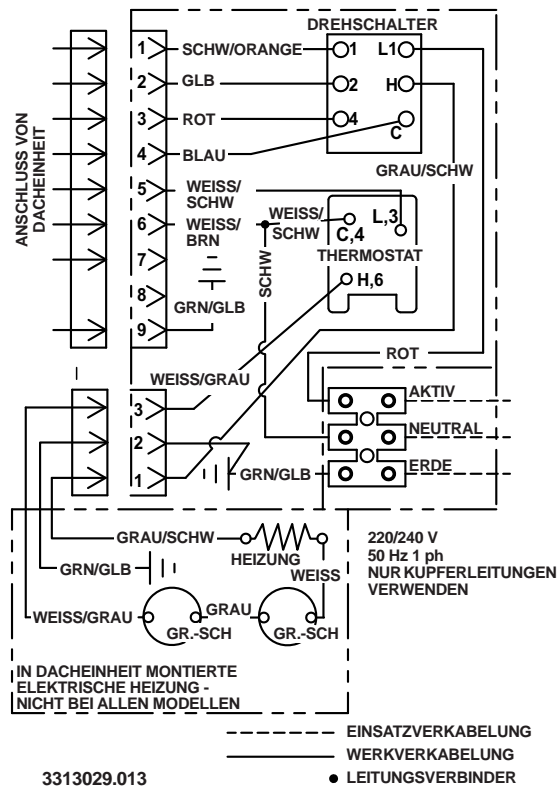 DREHSCHALTER
ANSCHLUSS VON
DACHEINHEIT
1 SCHW/ORANGE 1 L1
2 GLB 2 H
3 ROT 4 C
4 BLAU
GRAU/SCHW
5 WEISS/
SCHW
6 WEISS/
BRN
WEISS/
SCHW
C,4
L,3
THERMOSTAT
H,6
7
8
9
GRN/GLB
SCHW
ROT
WEISS/GRAU
3
2
1
GRN/GLB
AKTIV
NEUTRAL
ERDE
GRAU/SCHW
HEIZUNG
WEISS
GRN/GLB
WEISS/GRAU
GRAU
GR.-SCH
GR.-SCH
220/240 V
50 Hz 1 ph
NUR KUPFERLEITUNGEN
VERWENDEN
IN DACHEINHEIT MONTIERTE
ELEKTRISCHE HEIZUNG -
NICHT BEI ALLEN MODELLEN
EINSATZVERKABELUNG
WERKVERKABELUNG
LEITUNGSVERBINDER
3313029.013